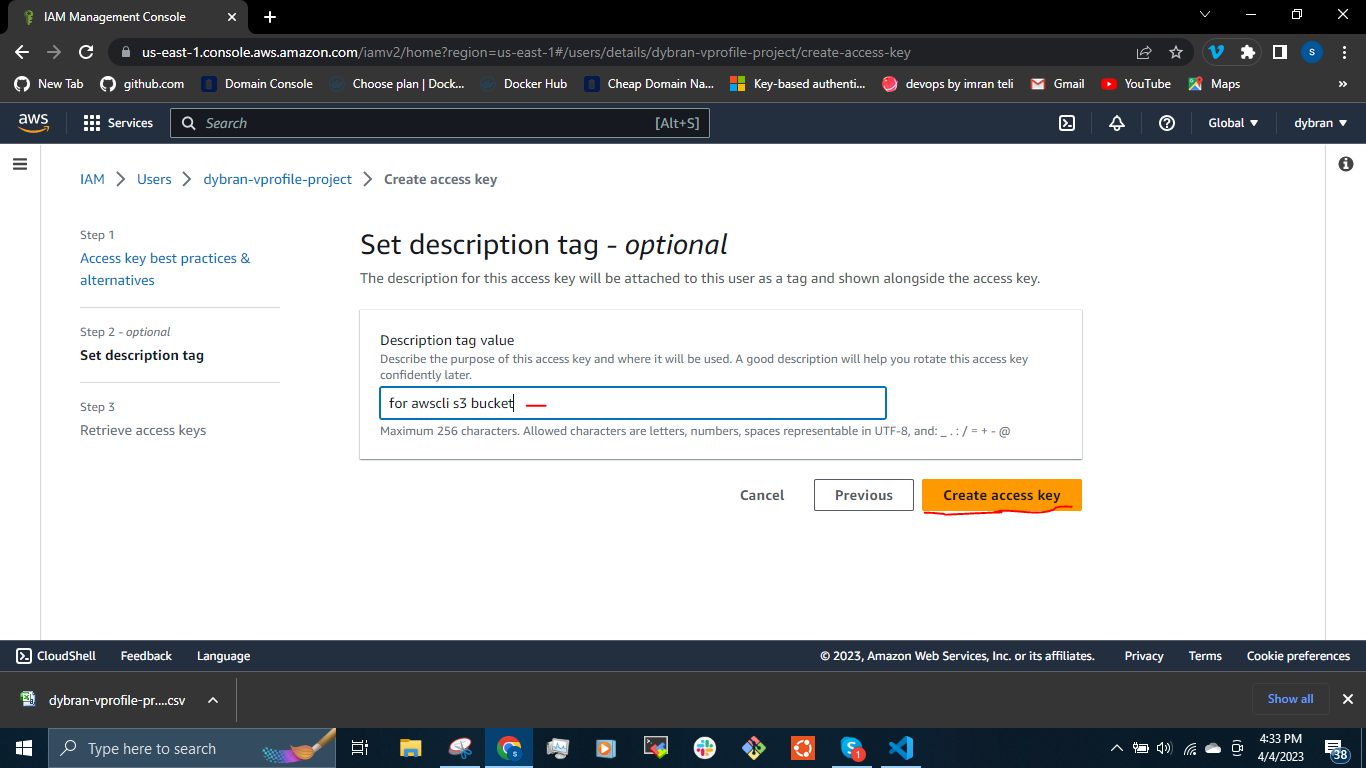 IAM Management Console
us-east-1.console.aws.amazon.com/iamv2/home?region=us-east-1#/users/details/dybran-vprofile-project/create-access-key
S
New Tab github.com Domain Console Choose plan | Dock... Docker Hub Cheap Domain Na... Key-based authenti... devops by imran teli Gmail YouTube Maps »
aws Services Search [Alt+S] Global dybran
IAM Users dybran-vprofile-project Create access key
Step 1
Access key best practices &
alternatives
Step 2 - optional
Set description tag
Step 3
Retrieve access keys
Set description tag - optional
The description for this access key will be attached to this user as a tag and shown alongside the access key.
Description tag value
Describe the purpose of this access key and where it will be used. A good description will help you rotate this access key
confidently later.
for awscli s3 bucket
Maximum 256 characters. Allowed characters are letters, numbers, spaces representable in UTF-8, and: _ . : / = + - @
Cancel Previous Create access key
CloudShell Feedback Language © 2023, Amazon Web Services, Inc. or its affiliates. Privacy Terms Cookie preferences
dybran-vprofile-pr....csv Show all
Type here to search
1
4:33 PM
4/4/2023
38